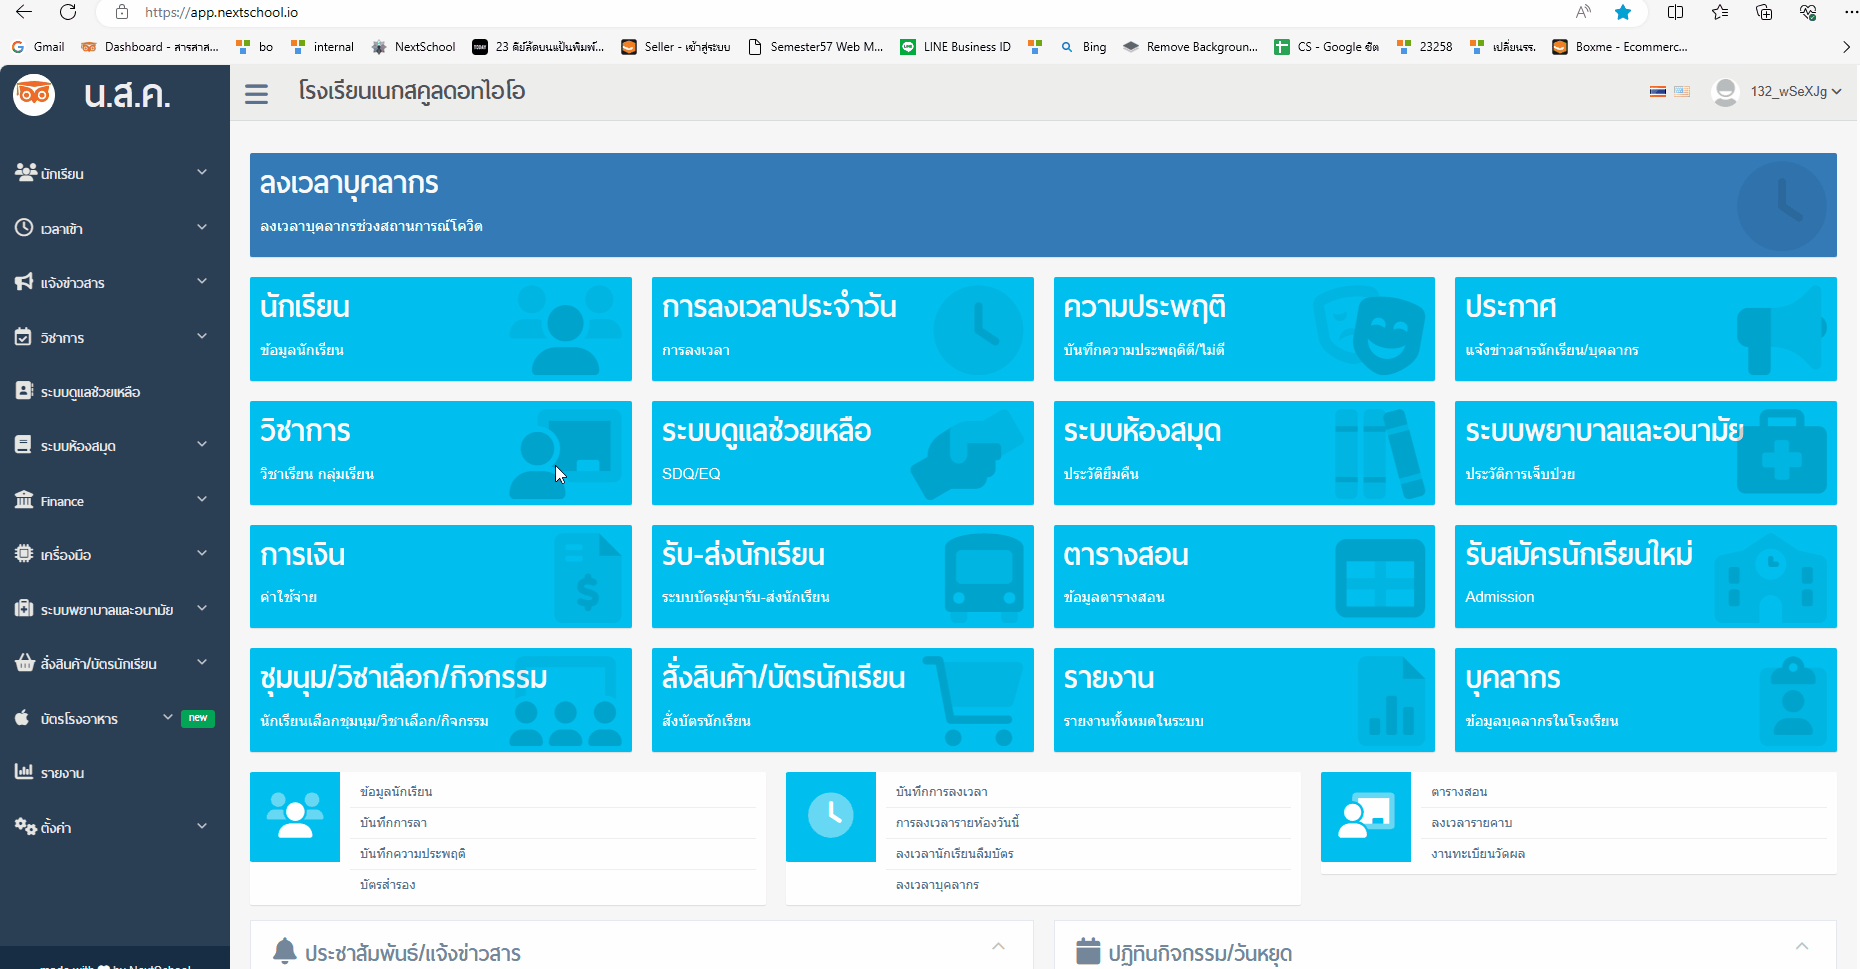 https://app.nextschool.io
Gmail
Dashboard - สารสาส...
bo
internal
NextSchool
23 คีย์ลัดบนแป้นพิมพ์...
Seller - เข้าสู่ระบบ
Semester57 Web M...
LINE Business ID
Bing
Remove Backgroun...
CS - Google ชีต
23258
เปลี่ยนรร.
Boxme - Ecommerc...
น.ส.ค.
โรงเรียนเนกสคูลดอทไอโอ
132_wSeXJg
นักเรียน
เวลาเข้า
แจ้งข่าวสาร
วิชาการ
ระบบดูแลช่วยเหลือ
ระบบห้องสมุด
Finance
เครื่องมือ
ระบบพยาบาลและอนามัย
สั่งสินค้า/บัตรนักเรียน
บัตรโรงอาหาร
new
รายงาน
ตั้งค่า
made with by NextSchool
ลงเวลาบุคลากร
ลงเวลาบุคลากรช่วงสถานการณ์โควิด
นักเรียน
ข้อมูลนักเรียน
การลงเวลาประจำวัน
การลงเวลา
ความประพฤติ
บันทึกความประพฤติดี/ไม่ดี
ประกาศ
แจ้งข่าวสารนักเรียน/บุคลากร
วิชาการ
วิชาเรียน กลุ่มเรียน
ระบบดูแลช่วยเหลือ
SDQ/EQ
ระบบห้องสมุด
ประวัติยืมคืน
ระบบพยาบาลและอนามัย
ประวัติการเจ็บป่วย
การเงิน
ค่าใช้จ่าย
รับ-ส่งนักเรียน
ระบบบัตรผู้มารับ-ส่งนักเรียน
ตารางสอน
ข้อมูลตารางสอน
รับสมัครนักเรียนใหม่
Admission
ชุมนุม/วิชาเลือก/กิจกรรม
นักเรียนเลือกชุมนุม/วิชาเลือก/กิจกรรม
สั่งสินค้า/บัตรนักเรียน
สั่งบัตรนักเรียน
รายงาน
รายงานทั้งหมดในระบบ
บุคลากร
ข้อมูลบุคลากรในโรงเรียน
ข้อมูลนักเรียน
บันทึกการลา
บันทึกความประพฤติ
บัตรสำรอง
บันทึกการลงเวลา
การลงเวลารายห้องวันนี้
ลงเวลานักเรียนลืมบัตร
ลงเวลาบุคลากร
ตารางสอน
ลงเวลารายคาบ
งานทะเบียนวัดผล
ประชาสัมพันธ์/แจ้งข่าวสาร
ปฏิทินกิจกรรม/วันหยุด